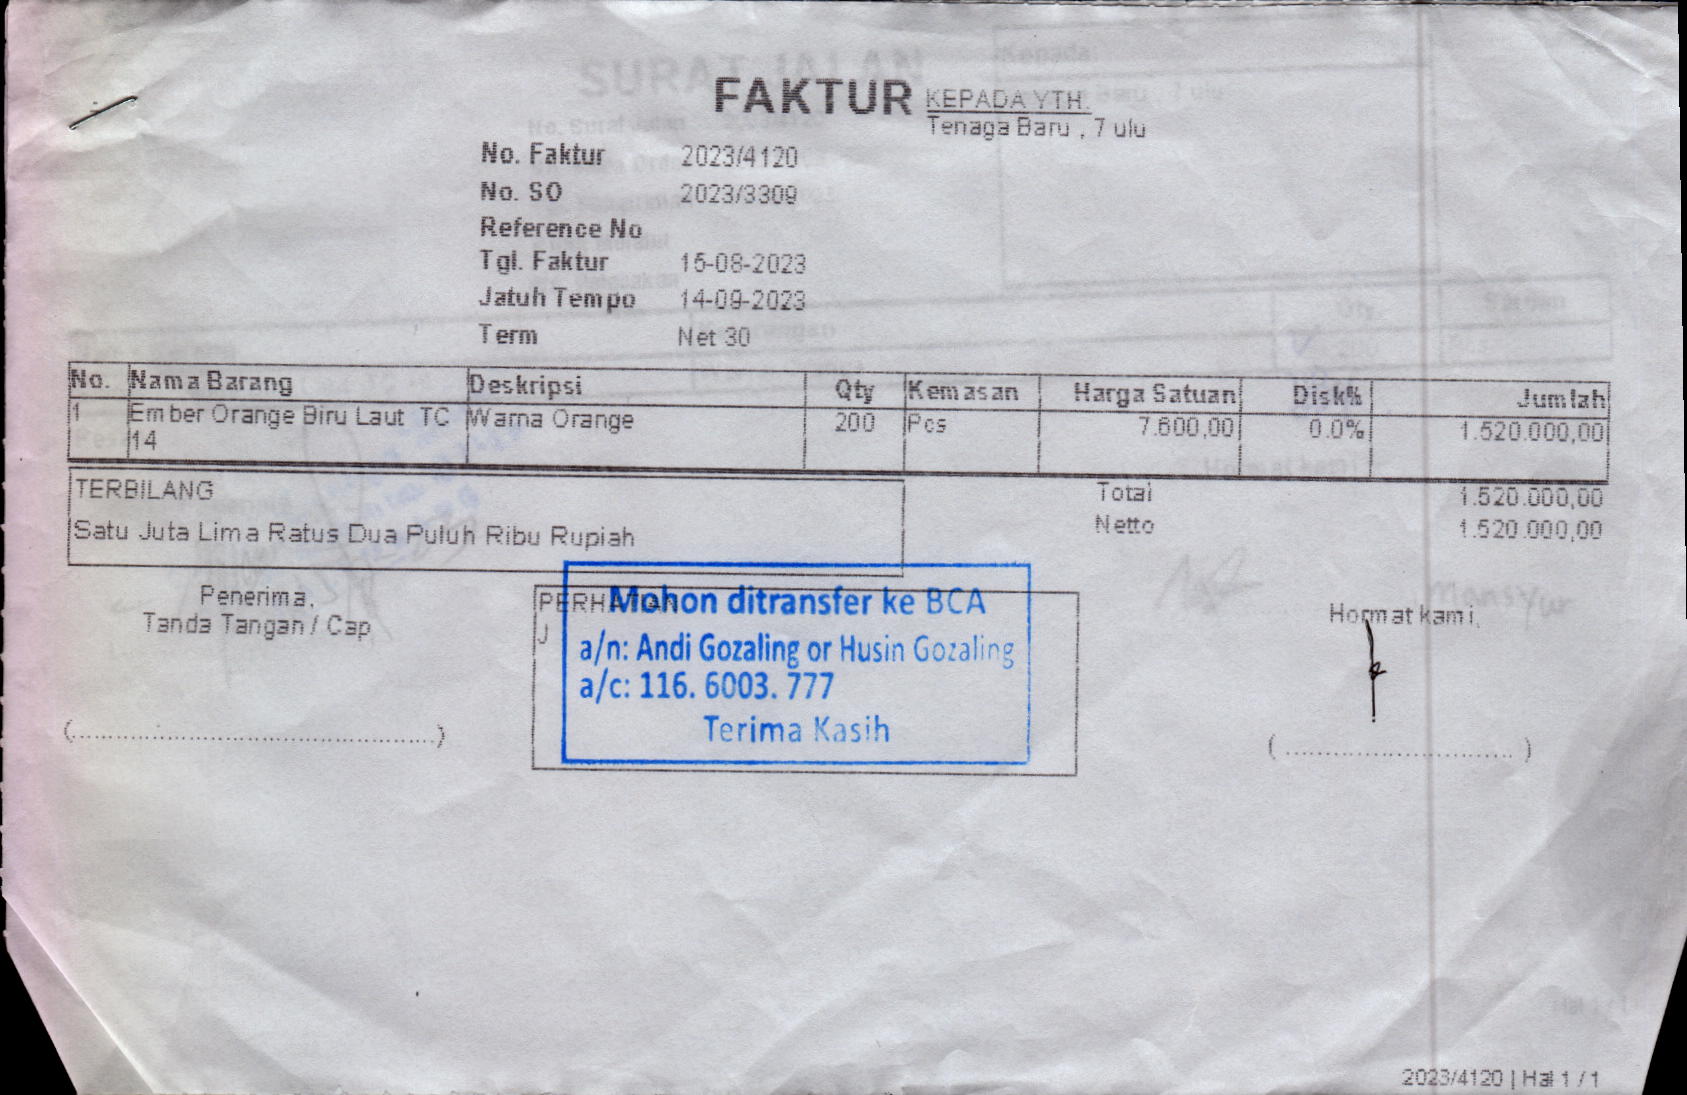 FAKTUR
KEPADA YTH.
Tenaga Baru , 7 ulu
No. Faktur 2023/4120
No. SO 2023/3309
Reference No
Tgl. Faktur 15-08-2023
Jatuh Tempo 14-09-2023
Term Net 30
No. Nama Barang Deskripsi Qty Kemasan Harga Satuan Disk% Jumlah
1 Ember Orange Biru Laut TC Warna Orange 200 Pcs 7.600,00 0.0% 1.520.000,00
14
TERBILANG Total 1.520.000,00
Satu Juta Lima Ratus Dua Puluh Ribu Rupiah Netto 1.520.000,00
Penerima,
Tanda Tangan / Cap
PERHATIAN
J
Mohon ditransfer ke BCA
a/n: Andi Gozaling or Husin Gozaling
a/c: 116. 6003. 777
Terima Kasih
Hormat kami,
(..............................................)
( ............................. )
2023/4120 | Hal 1 / 1